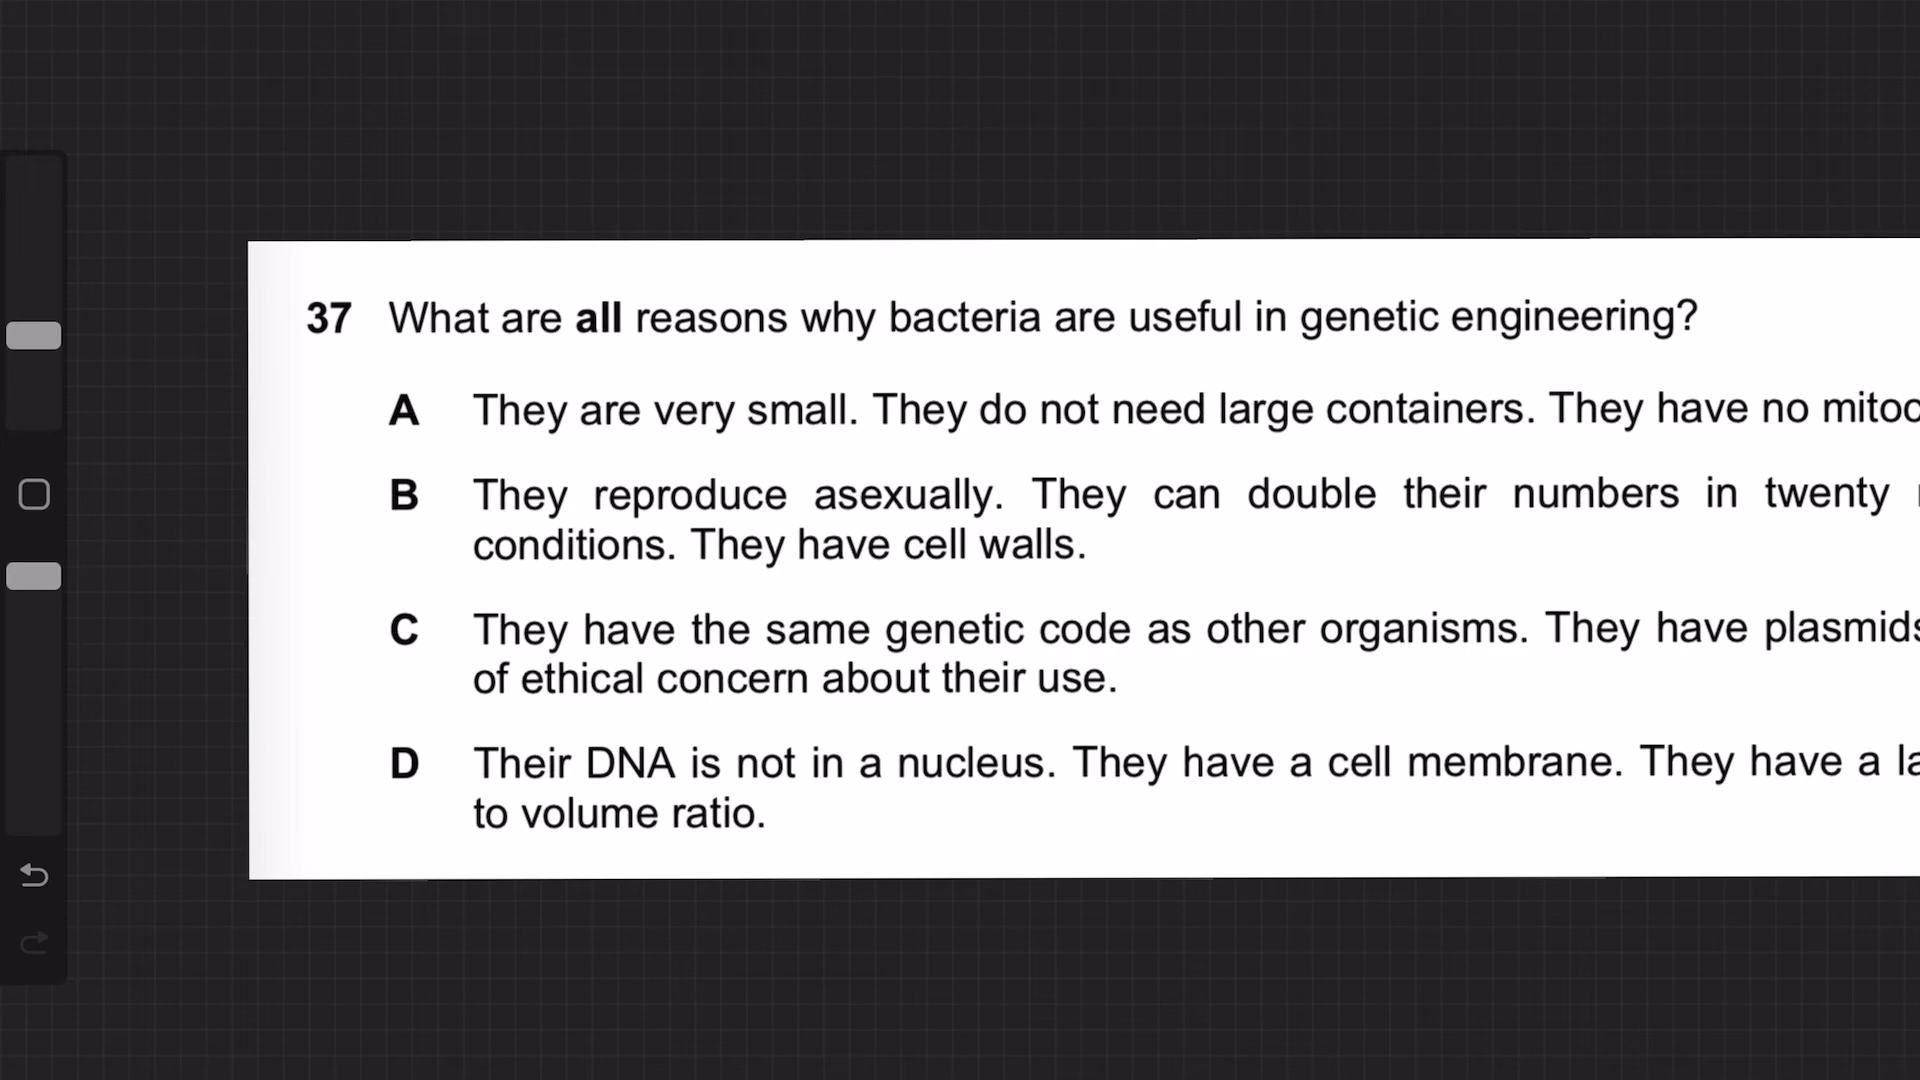 37 What are all reasons why bacteria are useful in genetic engineering?
A They are very small. They do not need large containers. They have no
B They reproduce asexually. They can double their numbers in twenty
conditions. They have cell walls.
C They have the same genetic code as other organisms. They have plasmids
of ethical concern about their use.
D Their DNA is not in a nucleus. They have a cell membrane. They have a
to volume ratio.